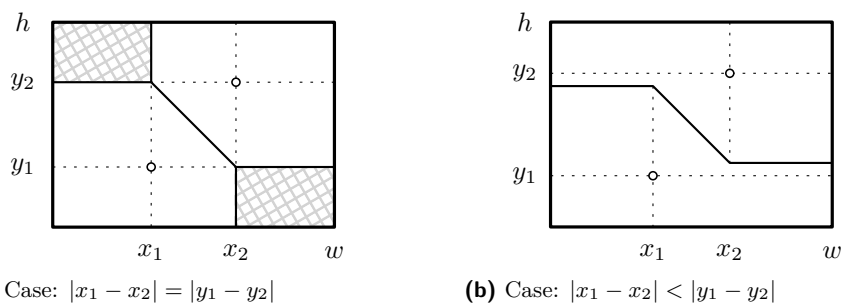 h
y₂
y₁
x₁ x₂ w
Case: |x₁ − x₂| = |y₁ − y₂|
h
y₂
y₁
x₁ x₂ w
(b) Case: |x₁ − x₂| < |y₁ − y₂|